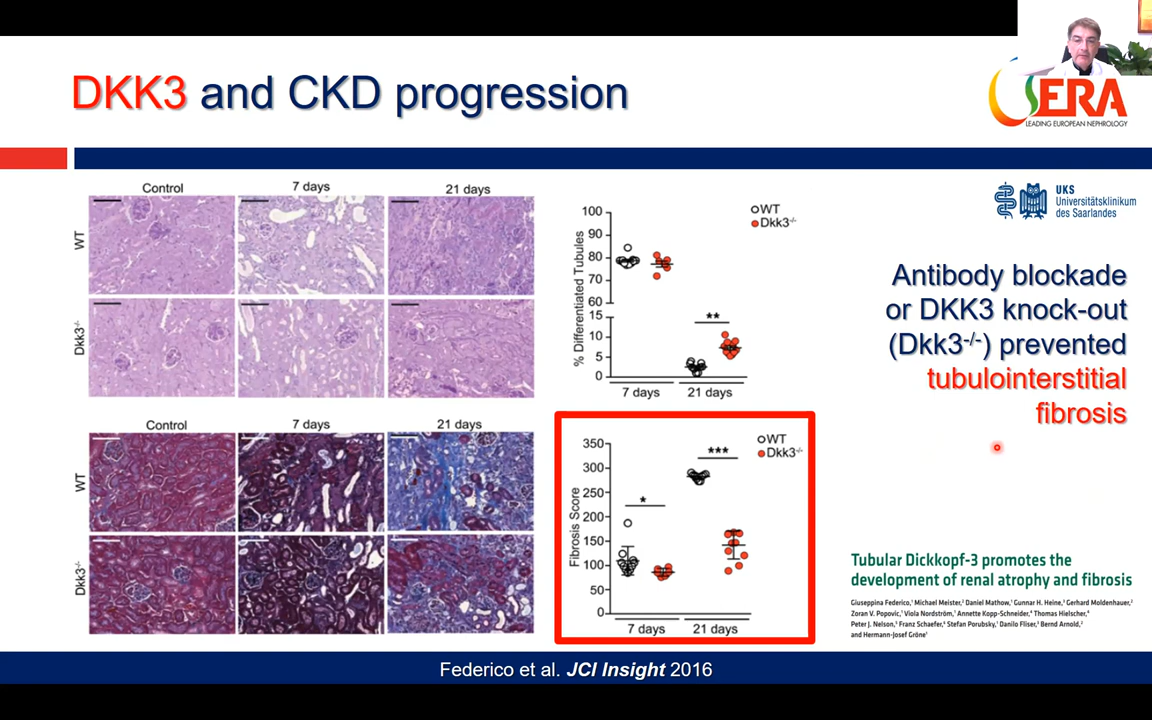 DKK3 and CKD progression
ERA
LEADING EUROPEAN NEPHROLOGY
UKS
Universitätsklinikum
des Saarlandes
Control 7 days 21 days
WT
Dkk3-/-
Control 7 days 21 days
WT
Dkk3-/-
% Differentiated Tubules
100
90
80
70
60
15
10
5
0
WT
Dkk3-/-
**
7 days 21 days
Fibrosis Score
350
300
250
200
150
100
50
0
WT
Dkk3-/-
*
***
7 days 21 days
Antibody blockade
or DKK3 knock-out
(Dkk3-/-) prevented
tubulointerstitial
fibrosis
Tubular Dickkopf-3 promotes the
development of renal atrophy and fibrosis
Giuseppina Federico,1 Michael Meister,2 Daniel Mathow,1 Gunnar H. Heine,3 Gerhard Moldenhauer,2
Zoran V. Popovic,1 Viola Nordström,1 Annette Kopp-Schneider,4 Thomas Hielscher,4
Peter J. Nelson,5 Franz Schaefer,6 Stefan Porubsky,1 Danilo Fliser,3 Bernd Arnold,2
and Hermann-Josef Gröne1
Federico et al. JCI Insight 2016